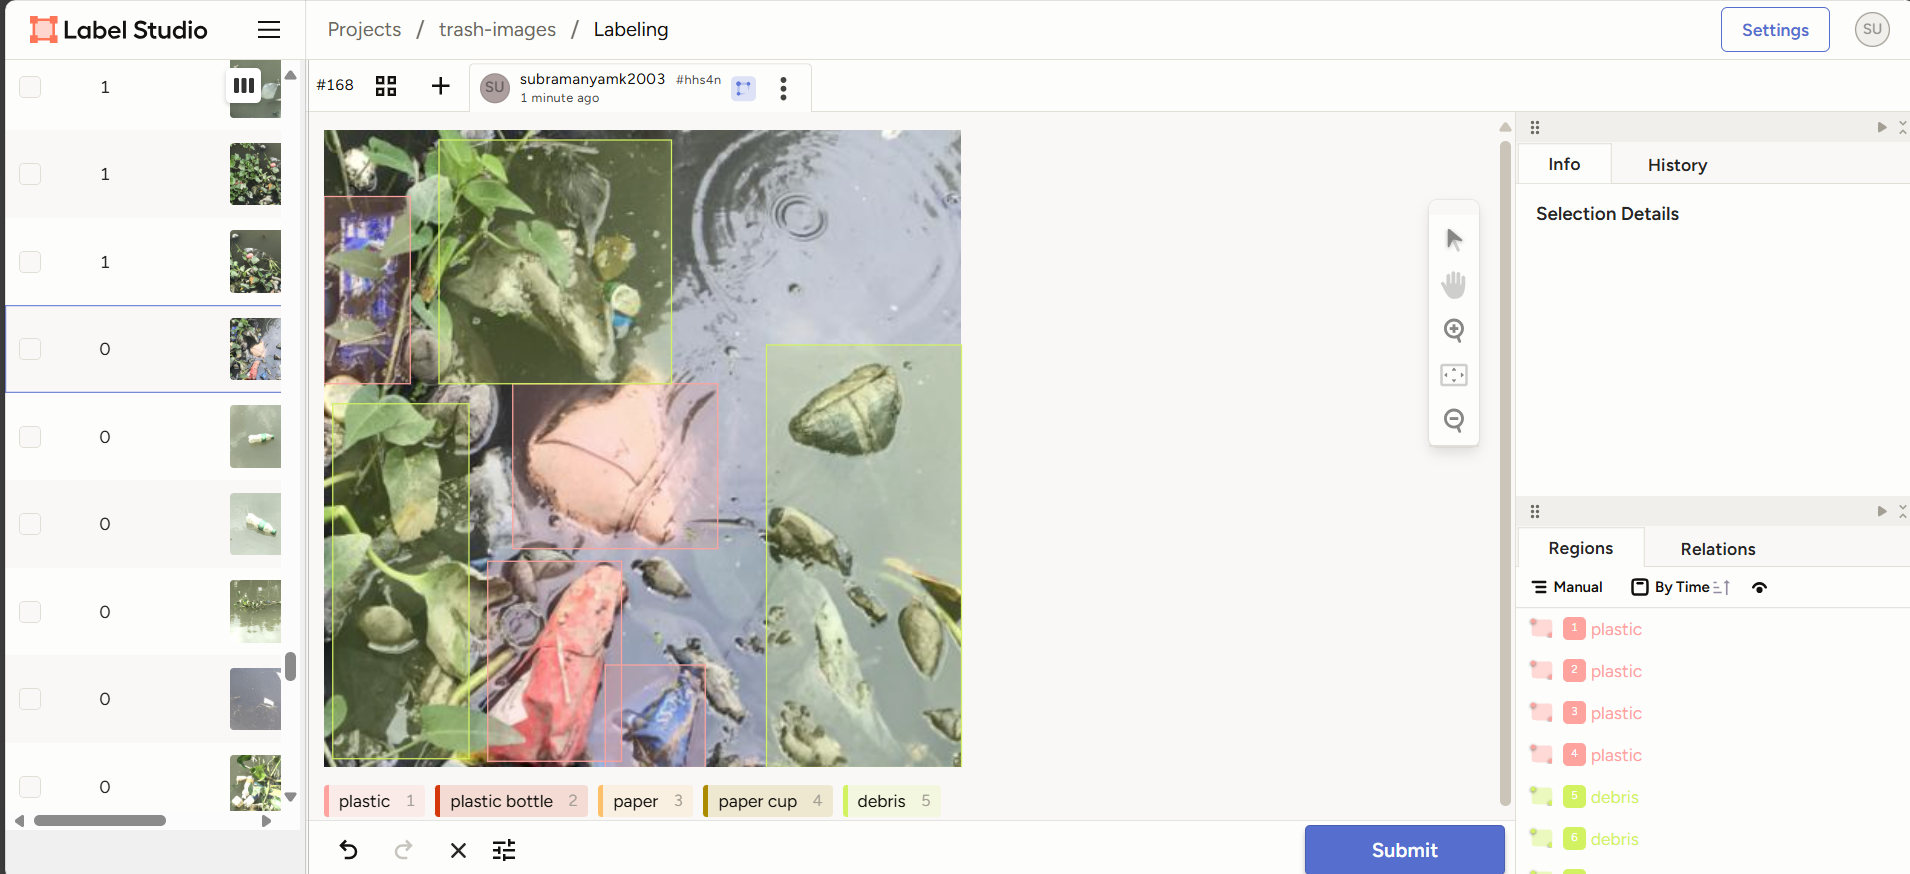 Label Studio
Projects / trash-images / Labeling
Settings
SU
1
1
1
0
0
0
0
0
0
#168
SU
subramanyamk2003 #hhs4n
1 minute ago
plastic 1
plastic bottle 2
paper 3
paper cup 4
debris 5
Submit
Info
History
Selection Details
Regions
Relations
Manual
By Time
1 plastic
2 plastic
3 plastic
4 plastic
5 debris
6 debris